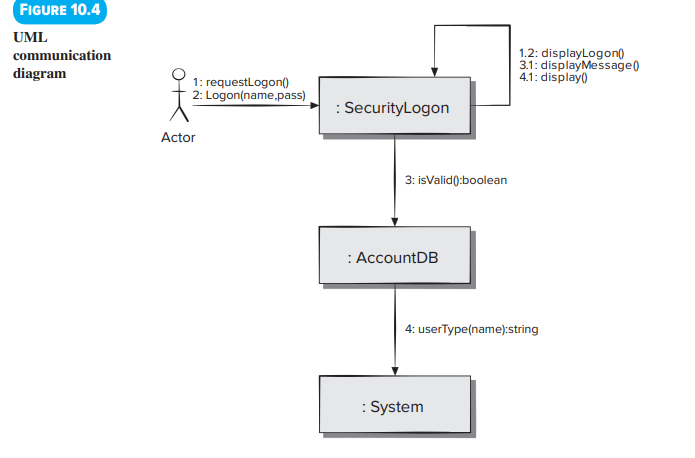 FIGURE 10.4
UML
communication
diagram
1: requestLogon()
2: Logon(name,pass)
Actor
: SecurityLogon
1.2: displayLogon()
3.1: displayMessage()
4.1: display()
3: isValid():boolean
: AccountDB
4: userType(name):string
: System